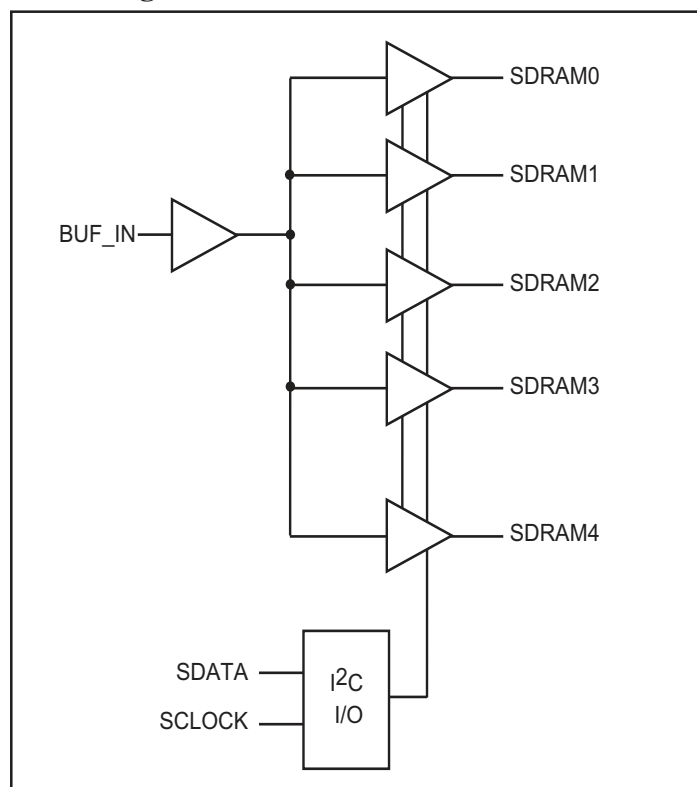 SDRAM0
SDRAM1
BUF_IN
SDRAM2
SDRAM3
SDRAM4
SDATA
SCLOCK
I²C
I/O